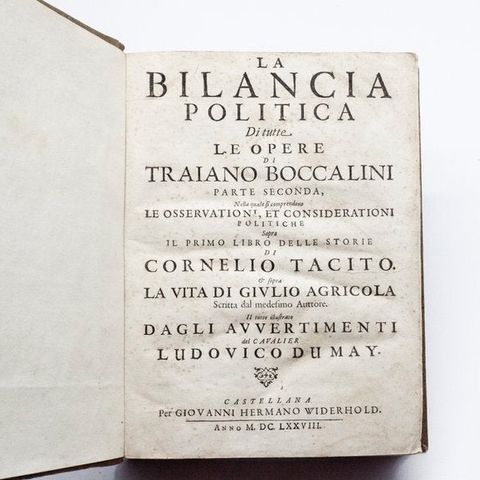 LA
BILANCIA
POLITICA
Di tutte
LE OPERE
DI
TRAIANO BOCCALINI
PARTE SECONDA,
Nella quale si comprendono
LE OSSERVATIONI, ET CONSIDERATIONI
POLITICHE
Sopra
IL PRIMO LIBRO DELLE STORIE
DI
CORNELIO TACITO.
& sopra
LA VITA DI GIVLIO AGRICOLA
Scritta dal medesimo Auttore.
Il tutto illustrato
DAGLI AVVERTIMENTI
del CAVALIER
LUDOVICO DU MAY.
CASTELLANA
Per GIOVANNI HERMANO WIDERHOLD.
ANNO M. DC. LXXVIII.